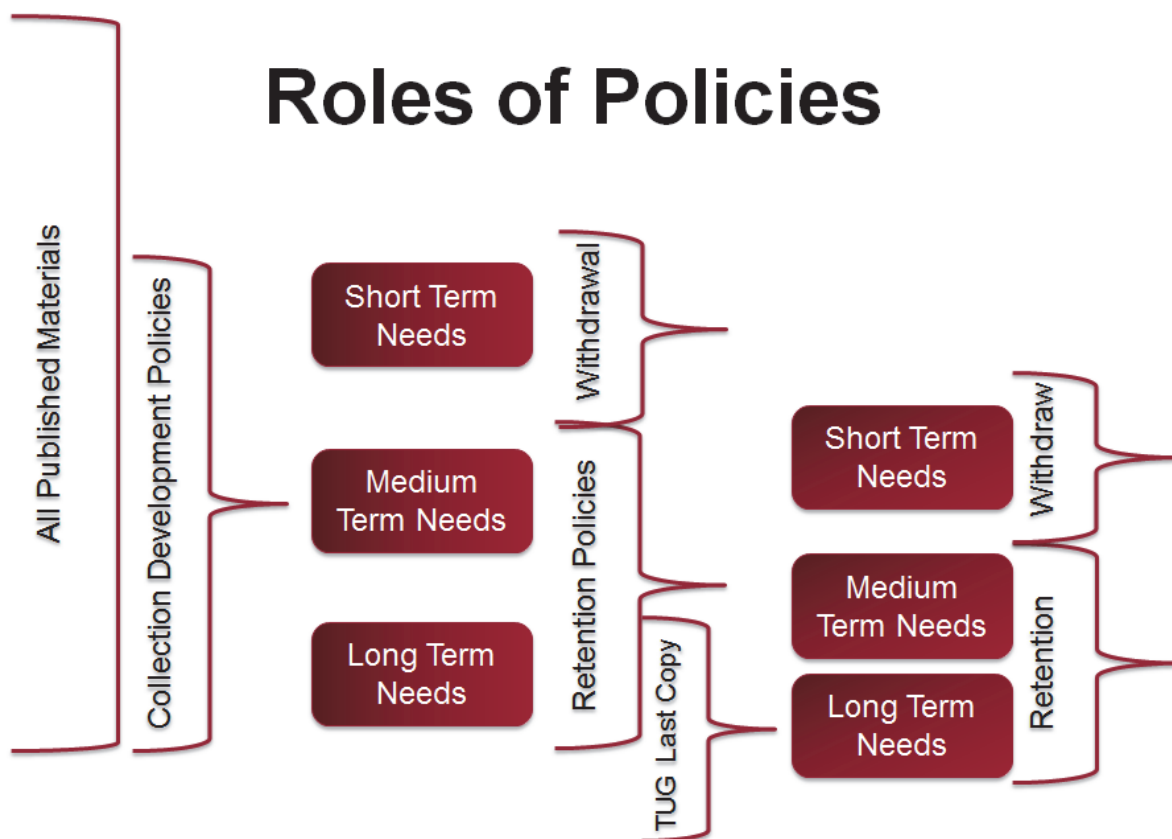 Roles of Policies
All Published Materials
Collection Development Policies
Short Term
Needs
Medium
Term Needs
Long Term
Needs
Withdrawal
Retention Policies
TUG Last Copy
Short Term
Needs
Medium
Term Needs
Long Term
Needs
Withdraw
Retention